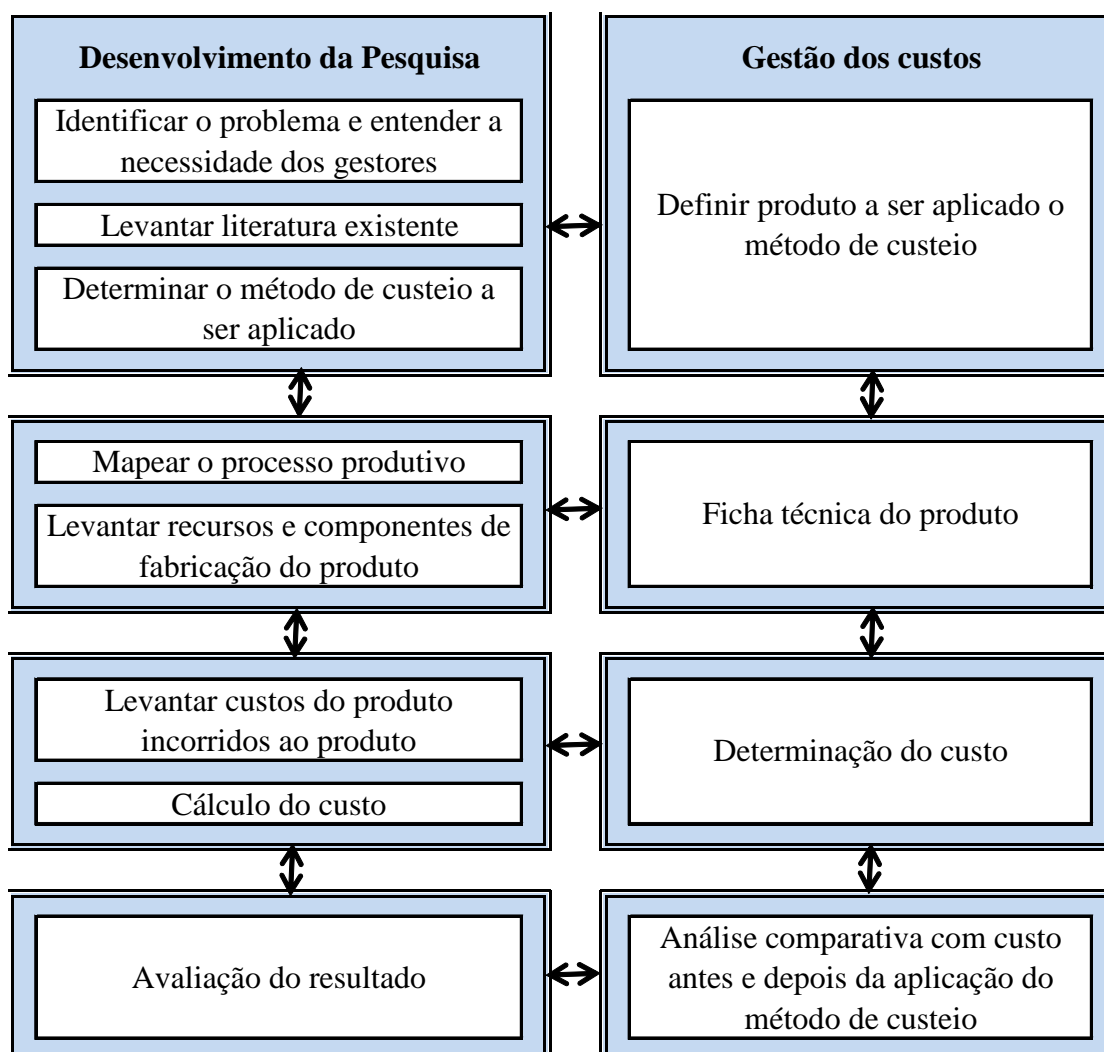 Desenvolvimento da Pesquisa
Identificar o problema e entender a
necessidade dos gestores
Levantar literatura existente
Determinar o método de custeio a
ser aplicado
Gestão dos custos
Definir produto a ser aplicado o
método de custeio
Mapear o processo produtivo
Levantar recursos e componentes de
fabricação do produto
Ficha técnica do produto
Levantar custos do produto
incorridos ao produto
Cálculo do custo
Determinação do custo
Avaliação do resultado
Análise comparativa com custo
antes e depois da aplicação do
método de custeio